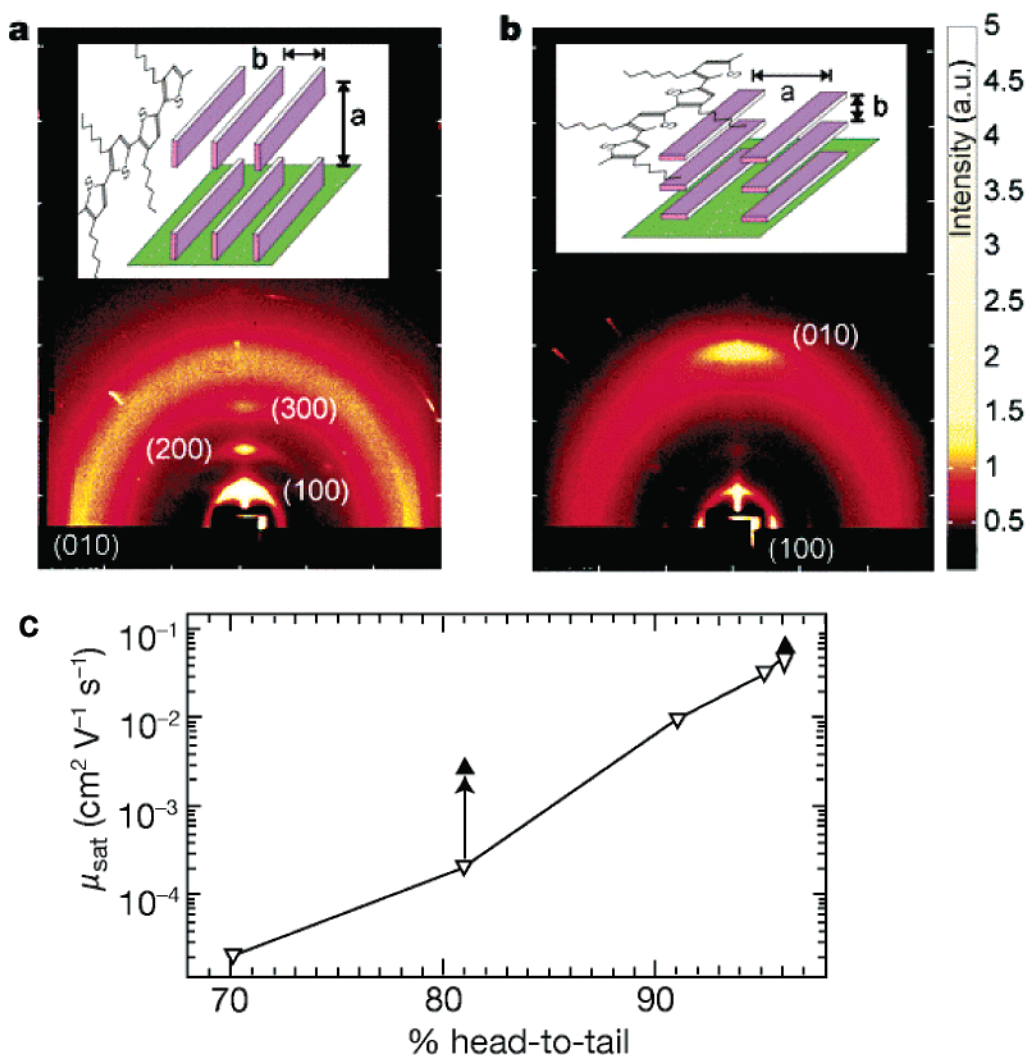 a
b
a
S
S
S
S
(300)
(200)
(100)
(010)
b
a
b
S
S
S
S
(010)
(100)
Intensity (a.u.)
5
4.5
4
3.5
3
2.5
2
1.5
1
0.5
c
10⁻¹
10⁻²
10⁻³
10⁻⁴
μsat (cm² V⁻¹ s⁻¹)
70 80 90
% head-to-tail